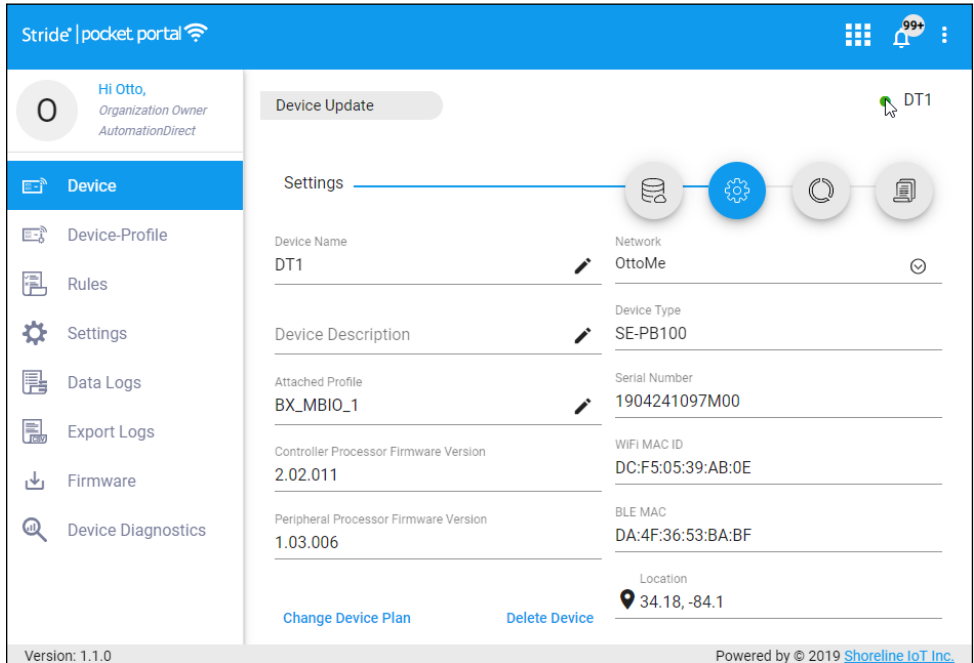 Stride® | pocket portal
99+
O
Hi Otto,
Organization Owner
AutomationDirect
Device Update
DT1
Device
Device-Profile
Rules
Settings
Data Logs
Export Logs
Firmware
Device Diagnostics
Settings
Device Name
DT1
Device Description
Attached Profile
BX_MBIO_1
Controller Processor Firmware Version
2.02.011
Peripheral Processor Firmware Version
1.03.006
Network
OttoMe
Device Type
SE-PB100
Serial Number
1904241097M00
WiFi MAC ID
DC:F5:05:39:AB:0E
BLE MAC
DA:4F:36:53:BA:BF
Location
34.18, -84.1
Change Device Plan
Delete Device
Version: 1.1.0
Powered by © 2019 Shoreline IoT Inc.